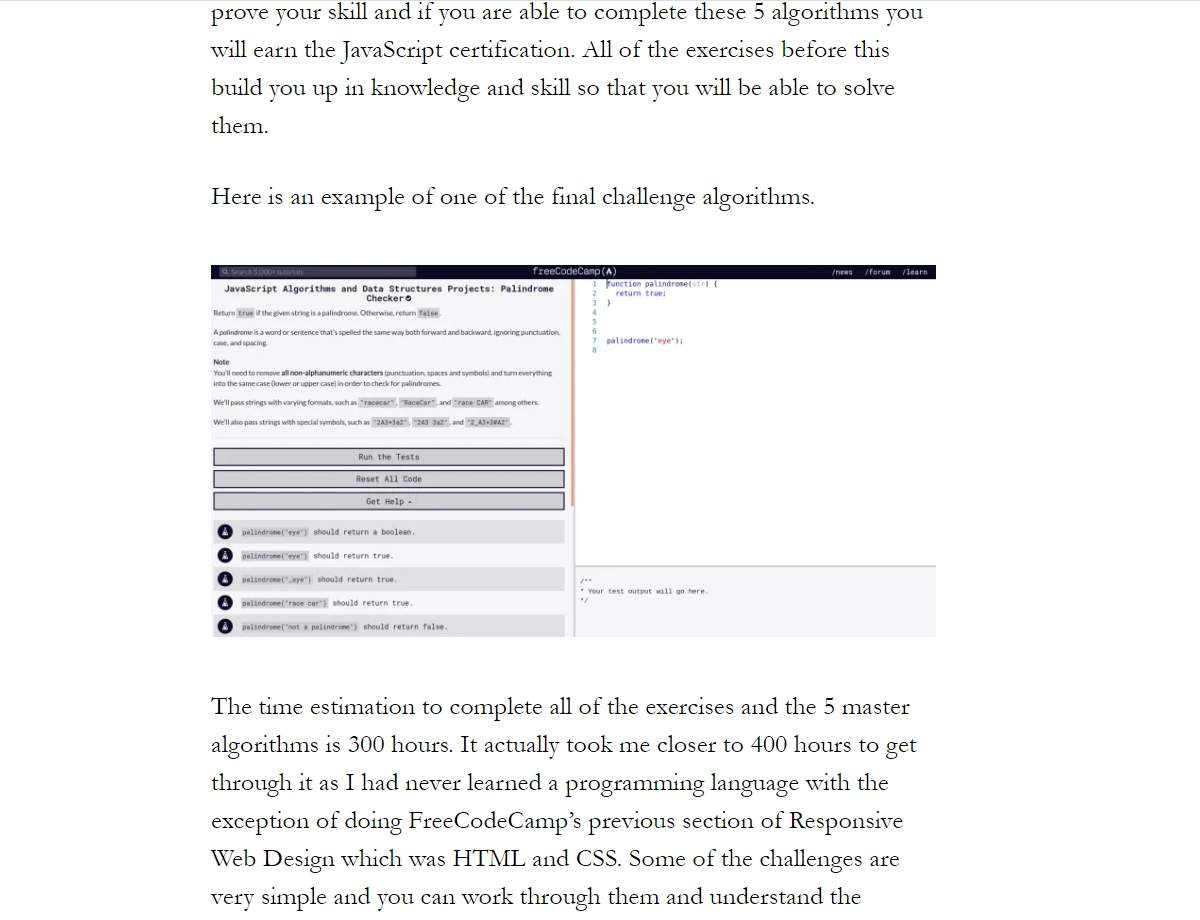 prove your skill and if you are able to complete these 5 algorithms you
will earn the JavaScript certification. All of the exercises before this
build you up in knowledge and skill so that you will be able to solve
them.
Here is an example of one of the final challenge algorithms.
Search 5,000+ tutorials
freeCodeCamp(🔥)
/news /forum /learn
JavaScript Algorithms and Data Structures Projects: Palindrome
Checker
Return true if the given string is a palindrome. Otherwise, return false.
A palindrome is a word or sentence that's spelled the same way both forward and backward, ignoring punctuation,
case, and spacing.
Note
You'll need to remove all non-alphanumeric characters (punctuation, spaces and symbols) and turn everything
into the same case (lower or upper case) in order to check for palindromes.
We'll pass strings with varying formats, such as "racecar", "RaceCar", and "race CAR" among others.
We'll also pass strings with special symbols, such as "2A3*3a2", "2A3 3a2", and "2_A3*3#A2".
Run the Tests
Reset All Code
Get Help
palindrome("eye") should return a boolean.
palindrome("eye") should return true.
palindrome("_eye") should return true.
palindrome("race car") should return true.
palindrome("not a palindrome") should return false.
1 function palindrome(str) {
2 return true;
3 }
4
5
6
7 palindrome("eye");
8
/**
* Your test output will go here.
*/
The time estimation to complete all of the exercises and the 5 master
algorithms is 300 hours. It actually took me closer to 400 hours to get
through it as I had never learned a programming language with the
exception of doing FreeCodeCamp’s previous section of Responsive
Web Design which was HTML and CSS. Some of the challenges are
very simple and you can work through them and understand the